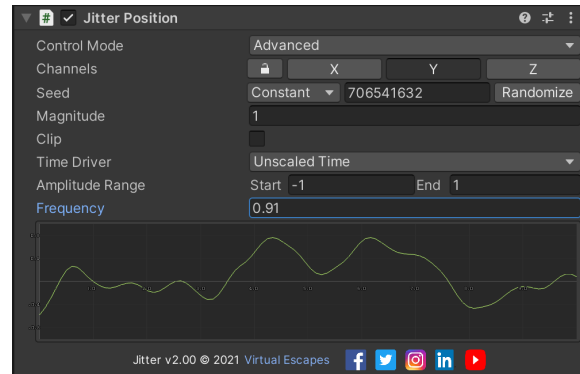 Jitter Position
Control Mode Advanced
Channels X Y Z
Seed Constant 706541632 Randomize
Magnitude 1
Clip
Time Driver Unscaled Time
Amplitude Range Start -1 End 1
Frequency 0.91
Jitter v2.00 © 2021 Virtual Escapes